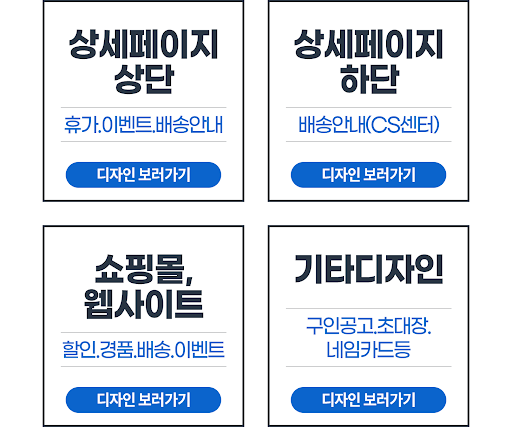 상세페이지
상단
휴가.이벤트.배송안내
디자인 보러가기
상세페이지
하단
배송안내(CS센터)
디자인 보러가기
쇼핑몰,
웹사이트
할인.경품.배송.이벤트
디자인 보러가기
기타디자인
구인공고.초대장.
네임카드등
디자인 보러가기